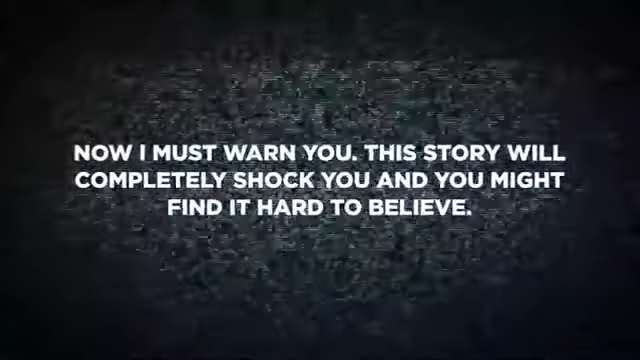 NOW I MUST WARN YOU. THIS STORY WILL
COMPLETELY SHOCK YOU AND YOU MIGHT
FIND IT HARD TO BELIEVE.